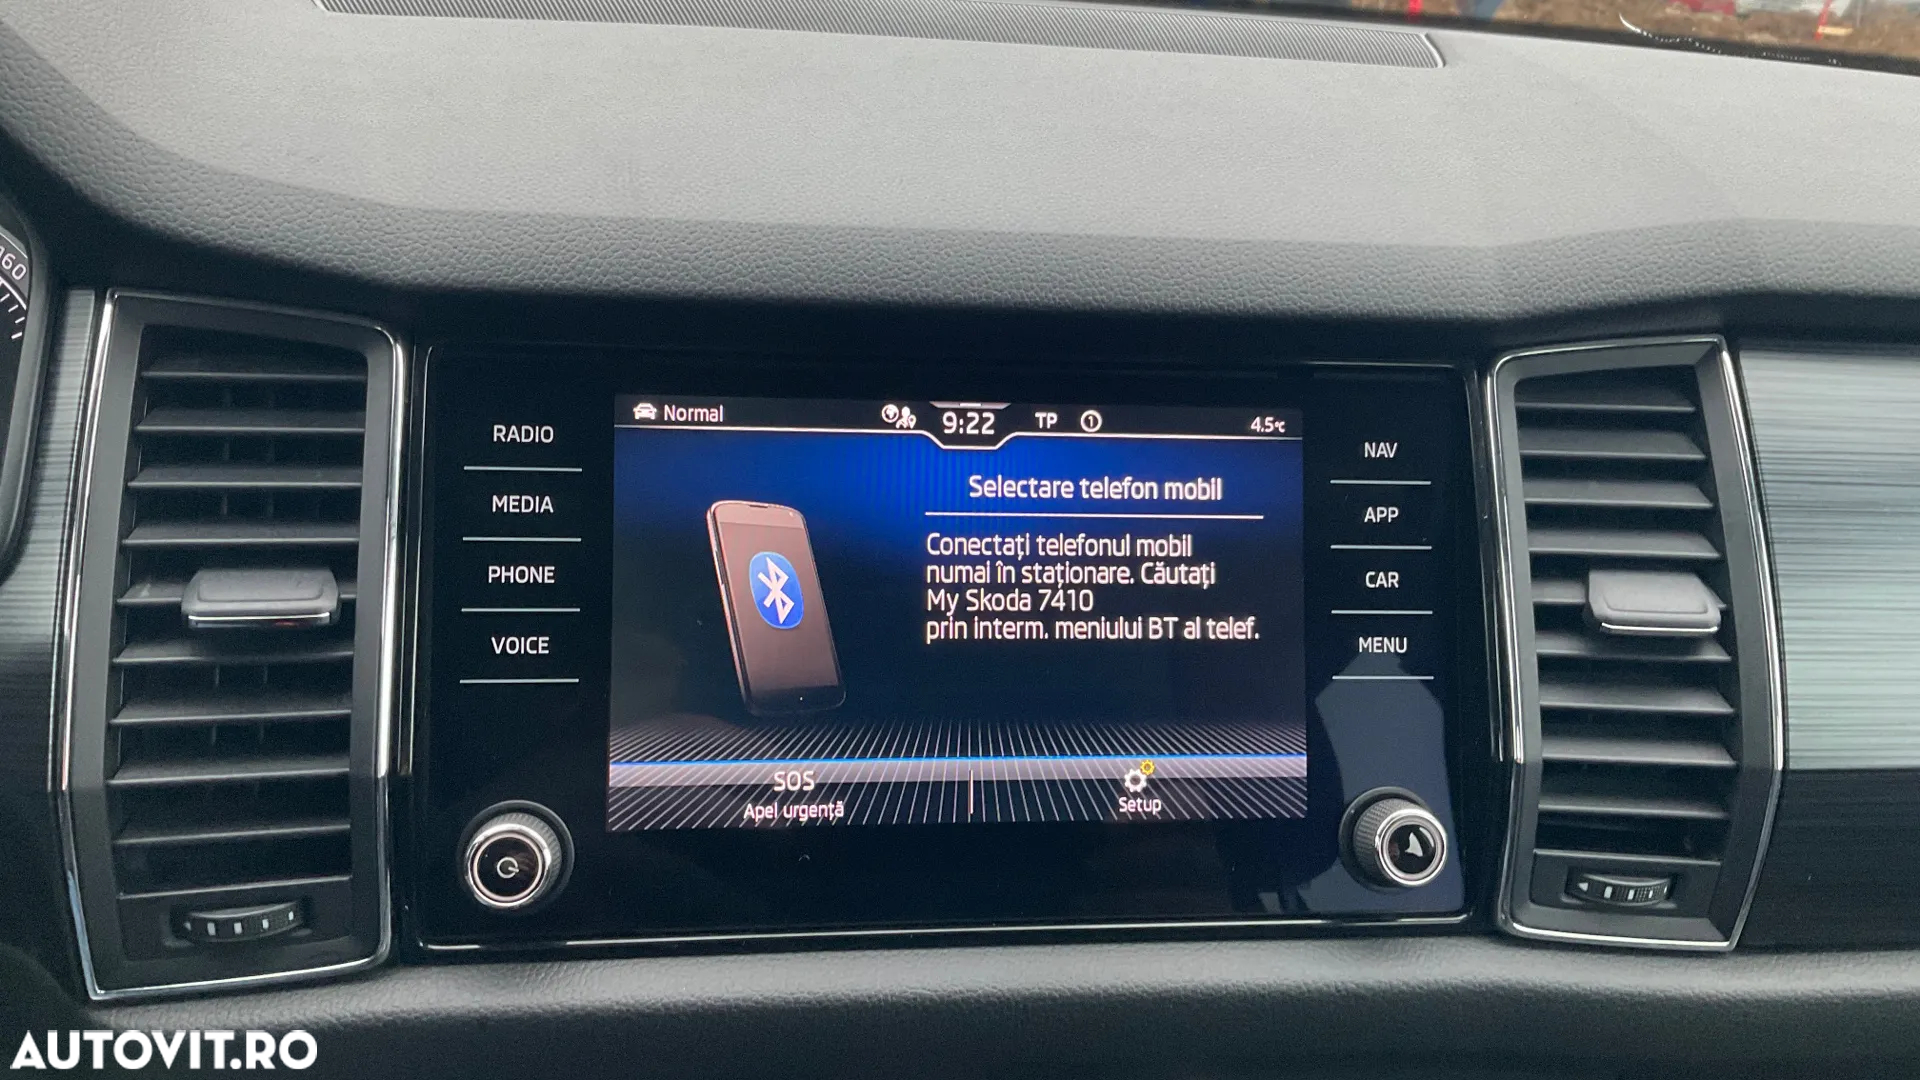 160
Normal
9:22
TP
1
4.5°C
RADIO
MEDIA
PHONE
VOICE
Selectare telefon mobil
Conectați telefonul mobil
numai în staționare. Căutați
My Skoda 7410
prin interm. meniului BT al telef.
SOS
Apel urgență
Setup
NAV
APP
CAR
MENU
AUTOVIT.RO